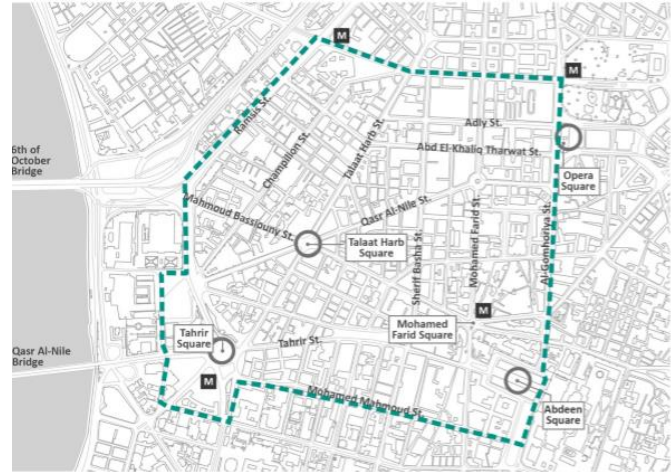 M
M
Ramsis St.
Adly St.
Talaat Harb St.
Abd El-Khaliq Tharwat St.
Champilion St.
6th of
October
Bridge
Opera
Square
Mahmoud Bassiouny St.
Qasr Al-Nile St.
Talaat Harb
Square
Sherif Basha St.
Mohamed Farid St.
Al-Gomhoriya St.
M
Tahrir
Square
Tahrir St.
Mohamed
Farid Square
Qasr Al-Nile
Bridge
M
Mohamed Mahmoud St.
Abdeen
Square